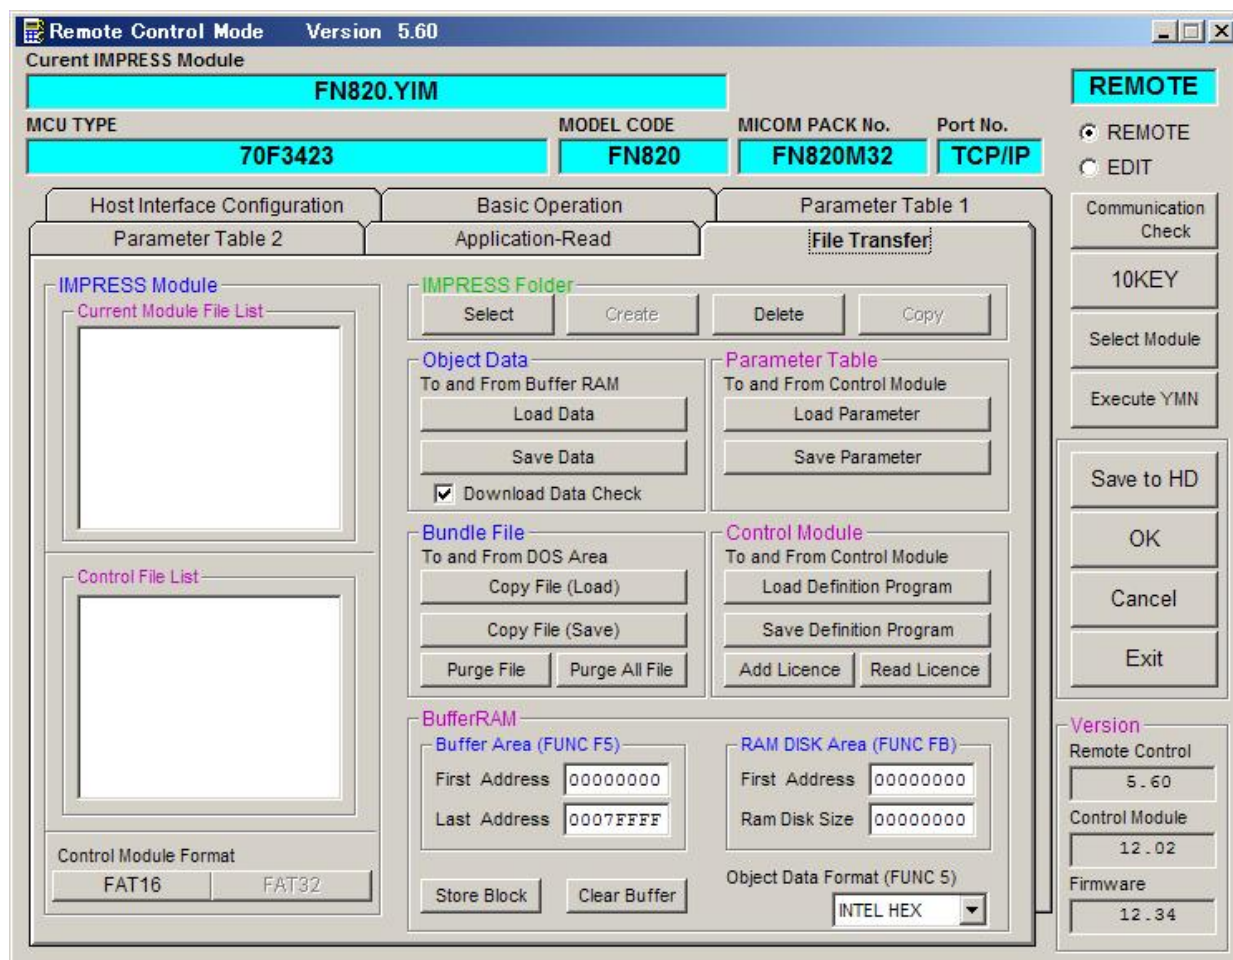 Remote Control Mode Version 5.60
Curent IMPRESS Module
FN820.YIM
REMOTE
MCU TYPE MODEL CODE MICOM PACK No. Port No.
70F3423 FN820 FN820M32 TCP/IP
REMOTE
EDIT
Host Interface Configuration Basic Operation Parameter Table 1
Parameter Table 2 Application-Read File Transfer
IMPRESS Module
Current Module File List
Control File List
Control Module Format
FAT16 FAT32
IMPRESS Folder
Select Create Delete Copy
Object Data
To and From Buffer RAM
Load Data
Save Data
Download Data Check
Parameter Table
To and From Control Module
Load Parameter
Save Parameter
Bundle File
To and From DOS Area
Copy File (Load)
Copy File (Save)
Purge File Purge All File
Control Module
To and From Control Module
Load Definition Program
Save Definition Program
Add Licence Read Licence
BufferRAM
Buffer Area (FUNC F5)
First Address 00000000
Last Address 0007FFFF
RAM DISK Area (FUNC FB)
First Address 00000000
Ram Disk Size 00000000
Store Block Clear Buffer
Object Data Format (FUNC 5)
INTEL HEX
Communication
Check
10KEY
Select Module
Execute YMN
Save to HD
OK
Cancel
Exit
Version
Remote Control
5.60
Control Module
12.02
Firmware
12.34